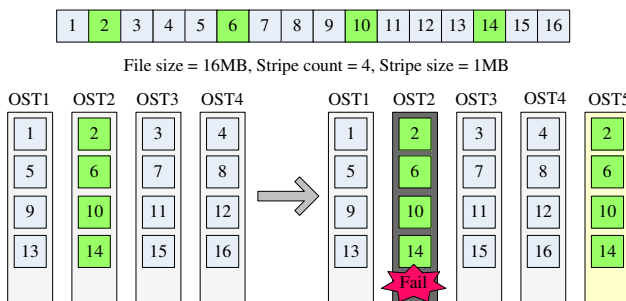 1 2 3 4 5 6 7 8 9 10 11 12 13 14 15 16
File size = 16MB, Stripe count = 4, Stripe size = 1MB
OST1 OST2 OST3 OST4 OST1 OST2 OST3 OST4 OST5
1 2 3 4 1 2 3 4 2
5 6 7 8 5 6 7 8 6
9 10 11 12 9 10 11 12 10
13 14 15 16 13 14 15 16 14
Fail